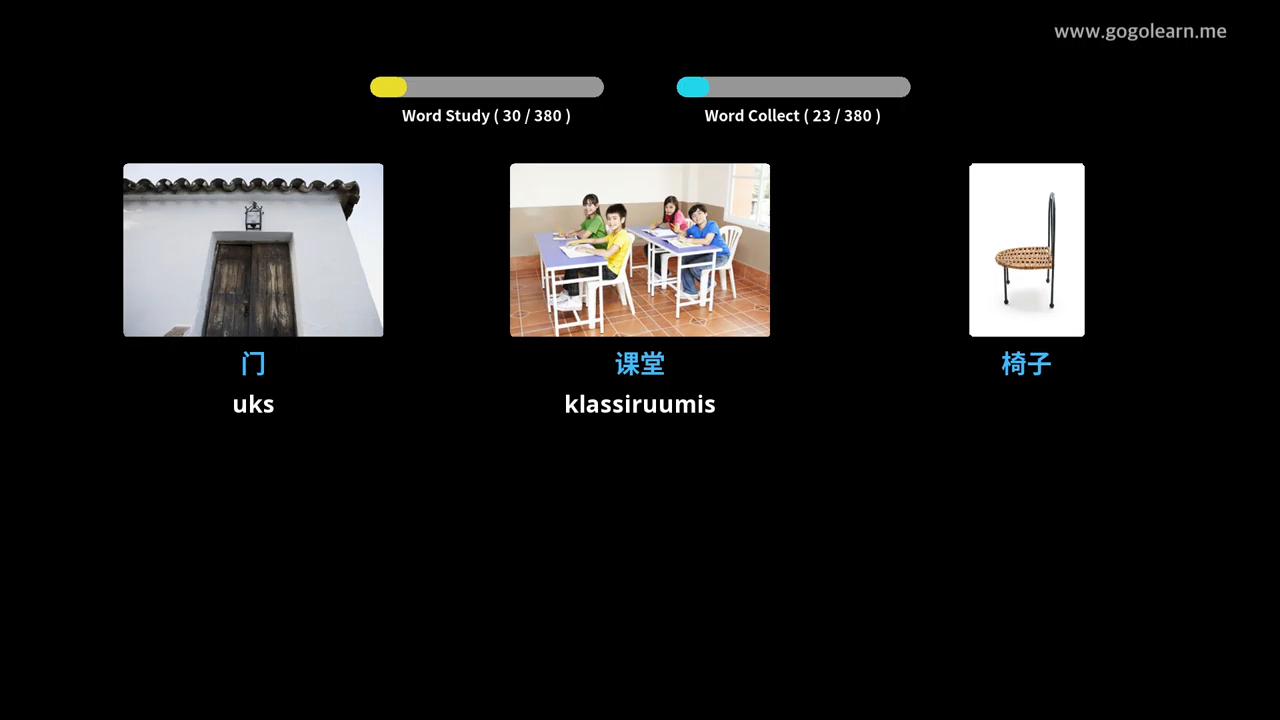 www.gogolearn.me
Word Study ( 30 / 380 )
Word Collect ( 23 / 380 )
门
课堂
椅子
uks
klassiruumis